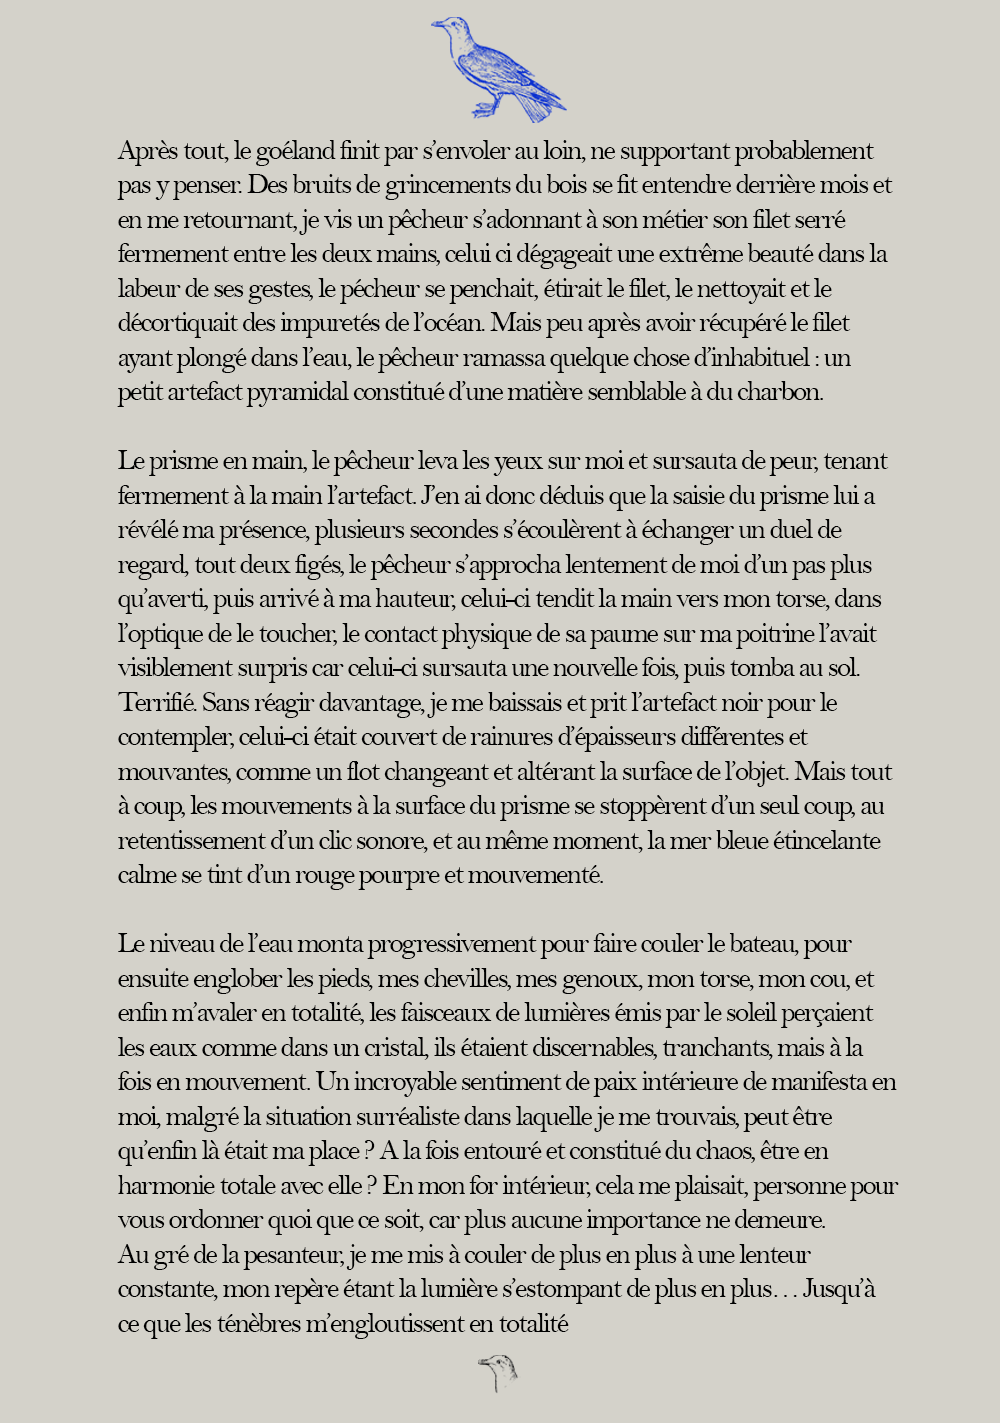 Après tout, le goéland finit par s’envoler au loin, ne supportant probablement
pas y penser. Des bruits de grincements du bois se fit entendre derrière mois et
en me retournant, je vis un pêcheur s’adonnant à son métier son filet serré
fermement entre les deux mains, celui ci dégageait une extrême beauté dans la
labeur de ses gestes, le pécheur se penchait, étirait le filet, le nettoyait et le
décortiquait des impuretés de l’océan. Mais peu après avoir récupéré le filet
ayant plongé dans l’eau, le pêcheur ramassa quelque chose d’inhabituel : un
petit artefact pyramidal constitué d’une matière semblable à du charbon.

Le prisme en main, le pêcheur leva les yeux sur moi et sursauta de peur, tenant
fermement à la main l’artefact. J’en ai donc déduis que la saisie du prisme lui a
révélé ma présence, plusieurs secondes s’écoulèrent à échanger un duel de
regard, tout deux figés, le pêcheur s’approcha lentement de moi d’un pas plus
qu’averti, puis arrivé à ma hauteur, celui-ci tendit la main vers mon torse, dans
l’optique de le toucher, le contact physique de sa paume sur ma poitrine l’avait
visiblement surpris car celui-ci sursauta une nouvelle fois, puis tomba au sol.
Terrifié. Sans réagir davantage, je me baissais et prit l’artefact noir pour le
contempler, celui-ci était couvert de rainures d’épaisseurs différentes et
mouvantes, comme un flot changeant et altérant la surface de l’objet. Mais tout
à coup, les mouvements à la surface du prisme se stoppèrent d’un seul coup, au
retentissement d’un clic sonore, et au même moment, la mer bleue étincelante
calme se tint d’un rouge pourpre et mouvementé.

Le niveau de l’eau monta progressivement pour faire couler le bateau, pour
ensuite englober les pieds, mes chevilles, mes genoux, mon torse, mon cou, et
enfin m’avaler en totalité, les faisceaux de lumières émis par le soleil perçaient
les eaux comme dans un cristal, ils étaient discernables, tranchants, mais à la
fois en mouvement. Un incroyable sentiment de paix intérieure de manifesta en
moi, malgré la situation surréaliste dans laquelle je me trouvais, peut être
qu’enfin là était ma place ? A la fois entouré et constitué du chaos, être en
harmonie totale avec elle ? En mon for intérieur, cela me plaisait, personne pour
vous ordonner quoi que ce soit, car plus aucune importance ne demeure.
Au gré de la pesanteur, je me mis à couler de plus en plus à une lenteur
constante, mon repère étant la lumière s’estompant de plus en plus… Jusqu’à
ce que les ténèbres m’engloutissent en totalité